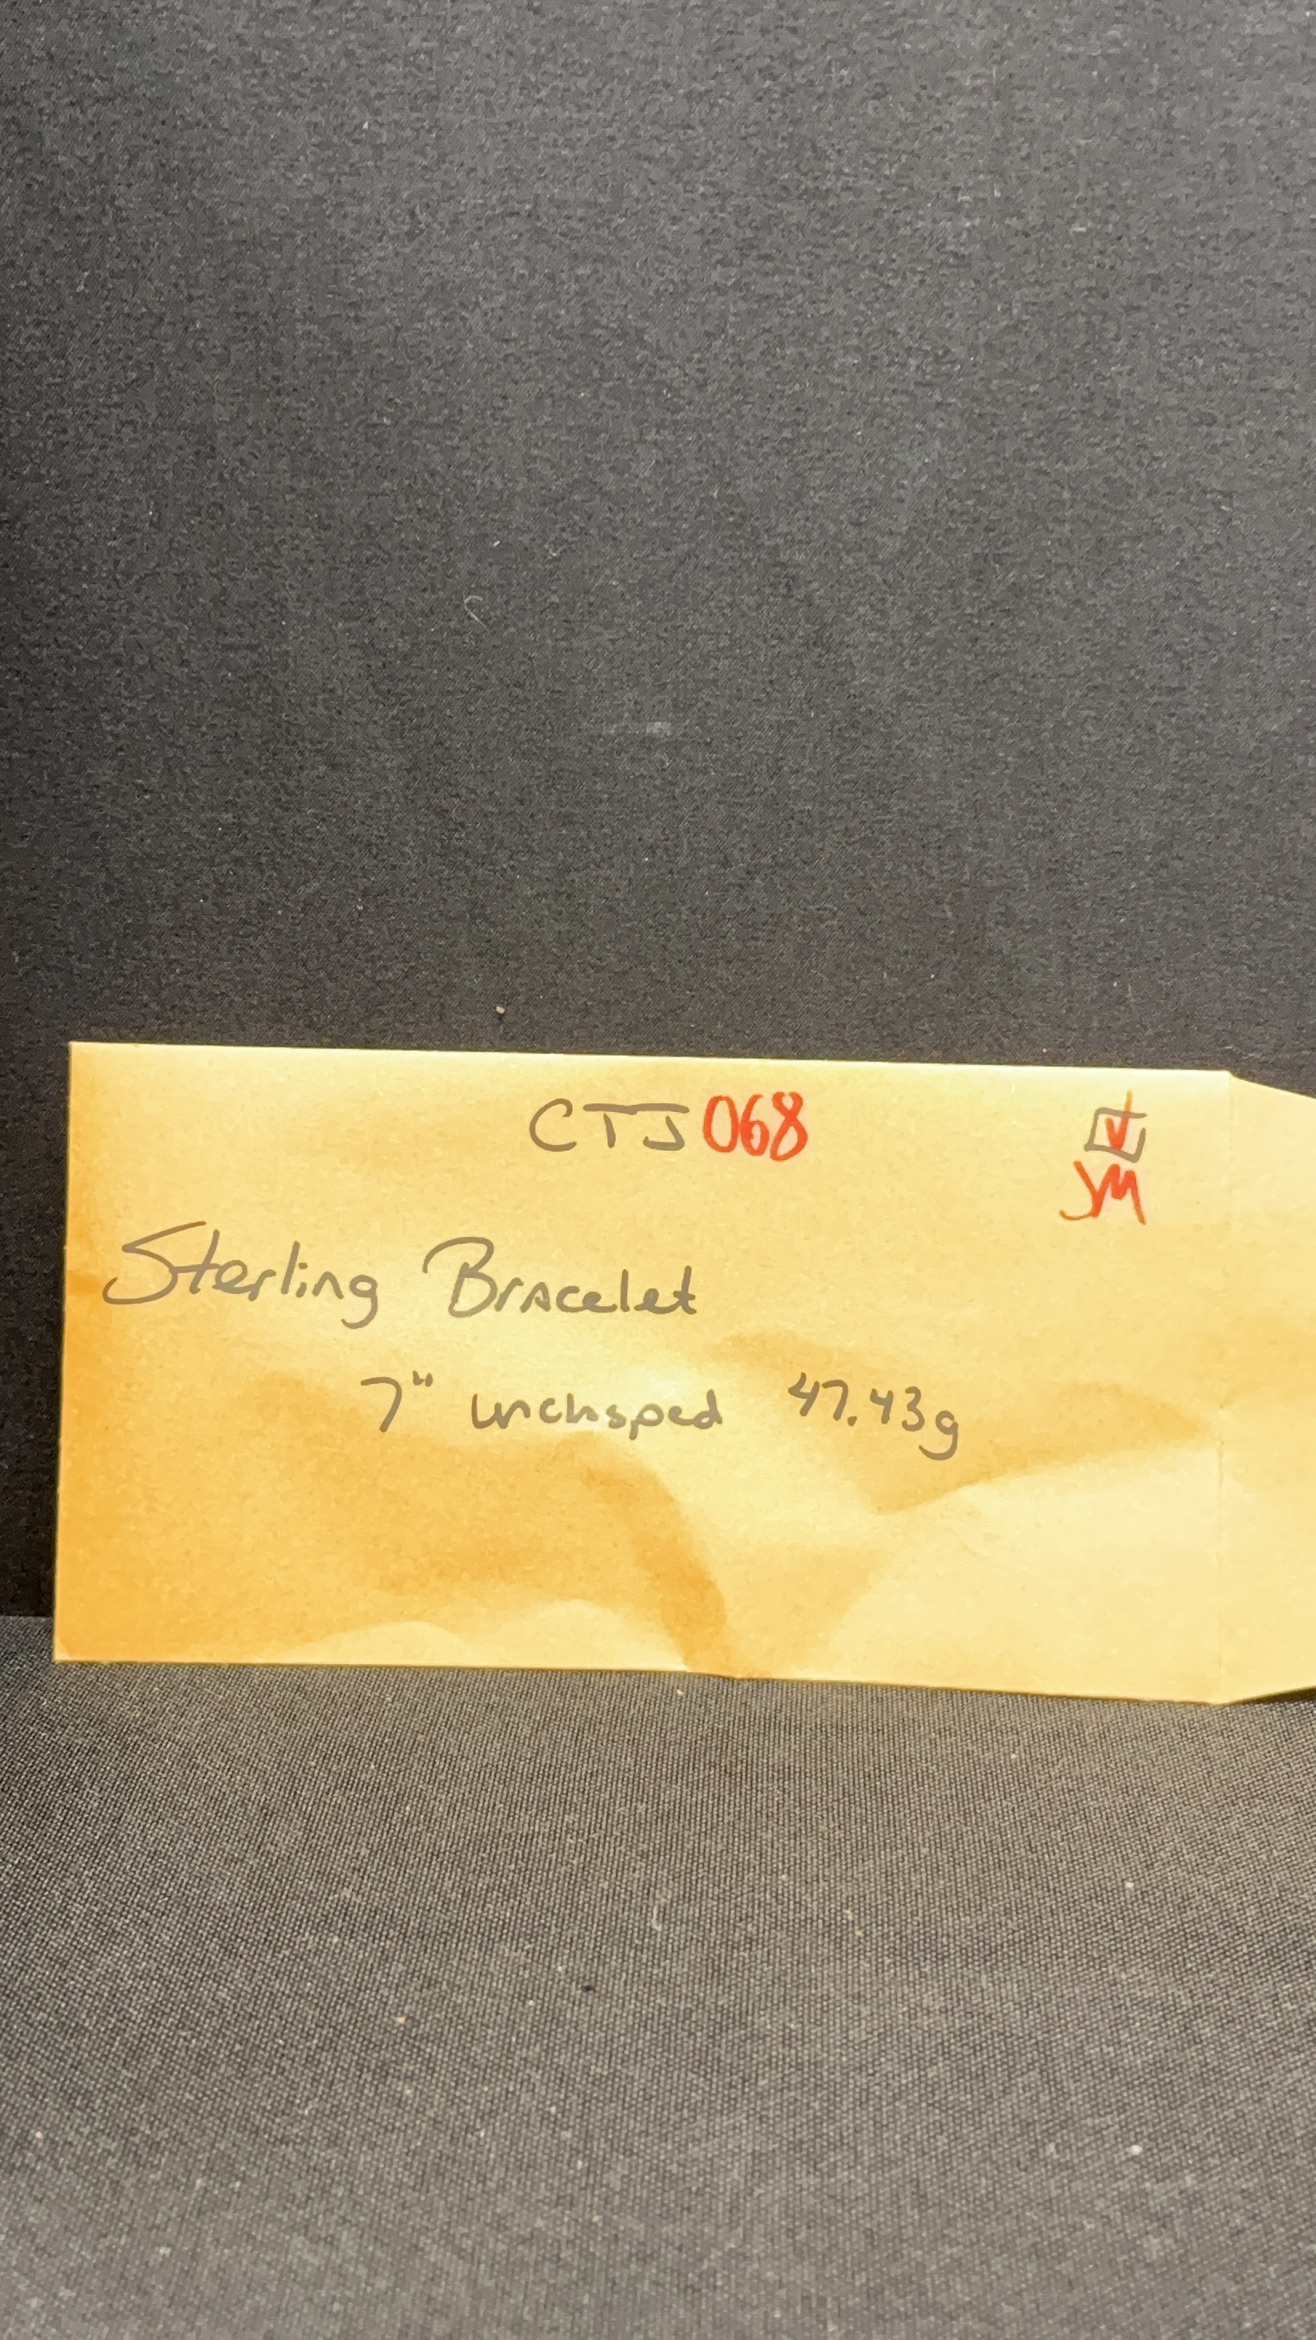 CTJ 068
JM
Sterling Bracelet
7" unclasped 47.43g